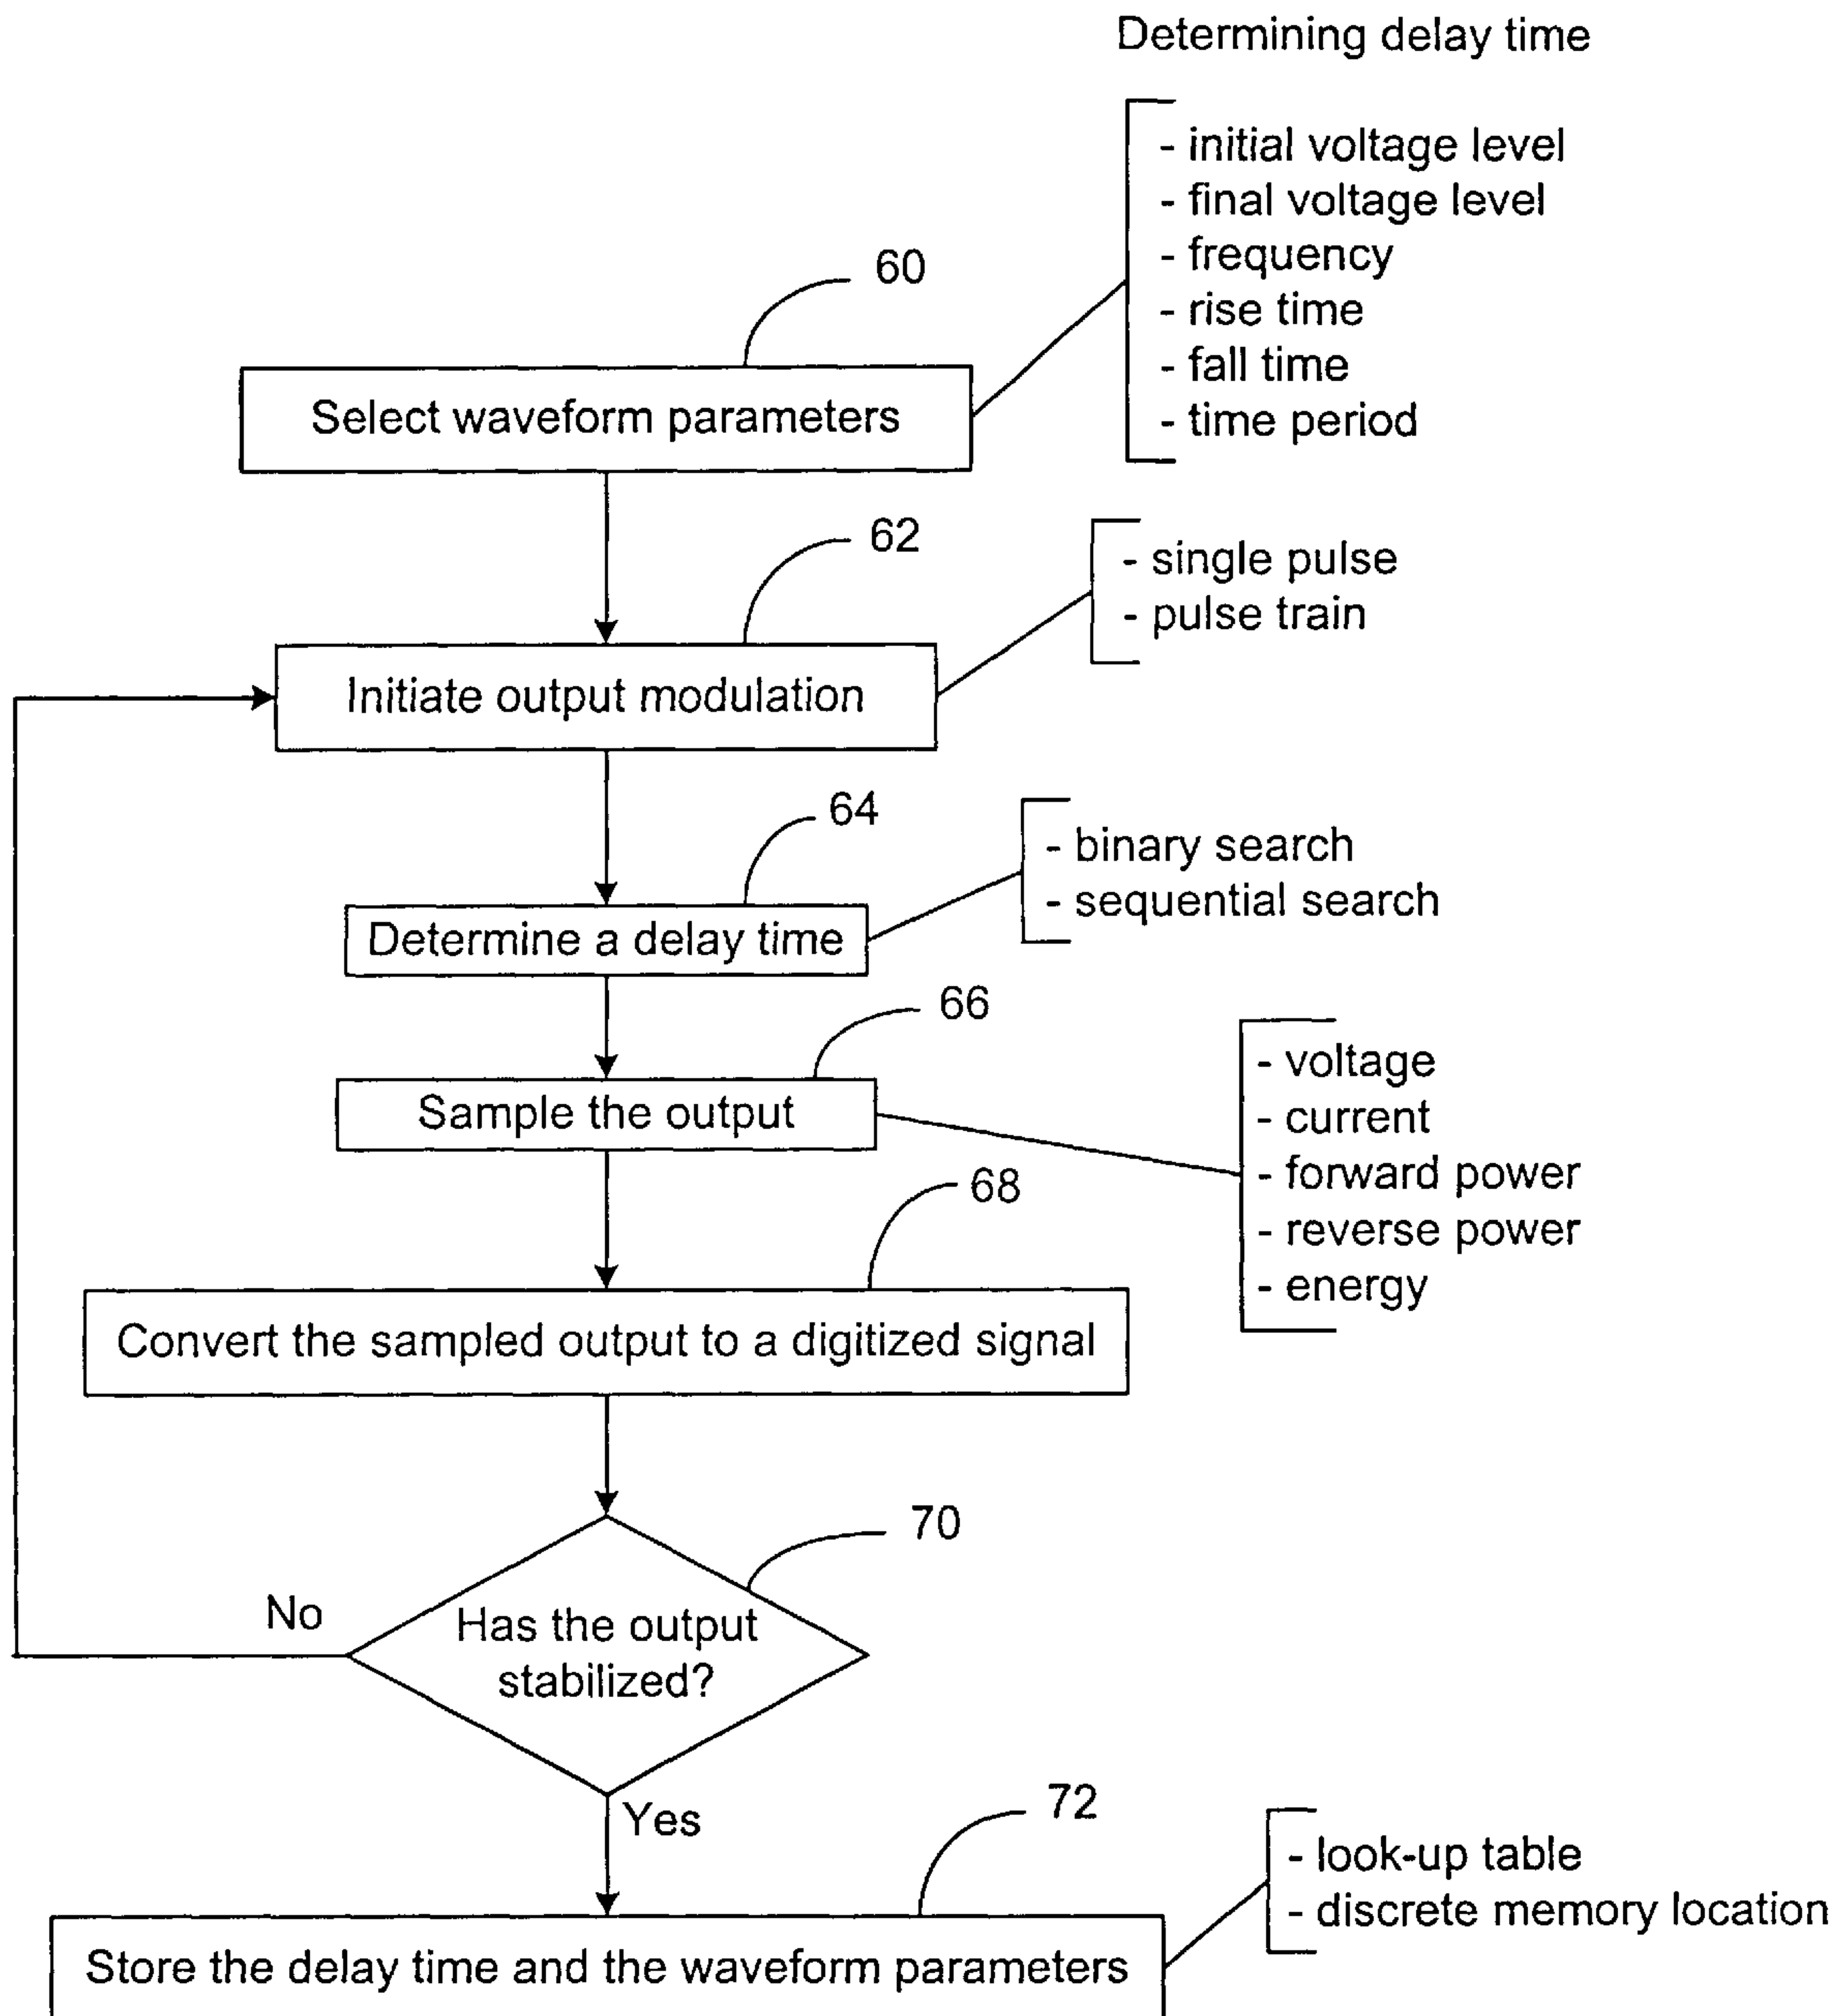 Determining delay time
- initial voltage level
- final voltage level
- frequency
- rise time
- fall time
- time period
60
Select waveform parameters
62
- single pulse
- pulse train
Initiate output modulation
64
- binary search
- sequential search
Determine a delay time
66
Sample the output
- voltage
- current
- forward power
- reverse power
- energy
68
Convert the sampled output to a digitized signal
70
No
Has the output
stabilized?
Yes
72
- look-up table
- discrete memory location
Store the delay time and the waveform parameters